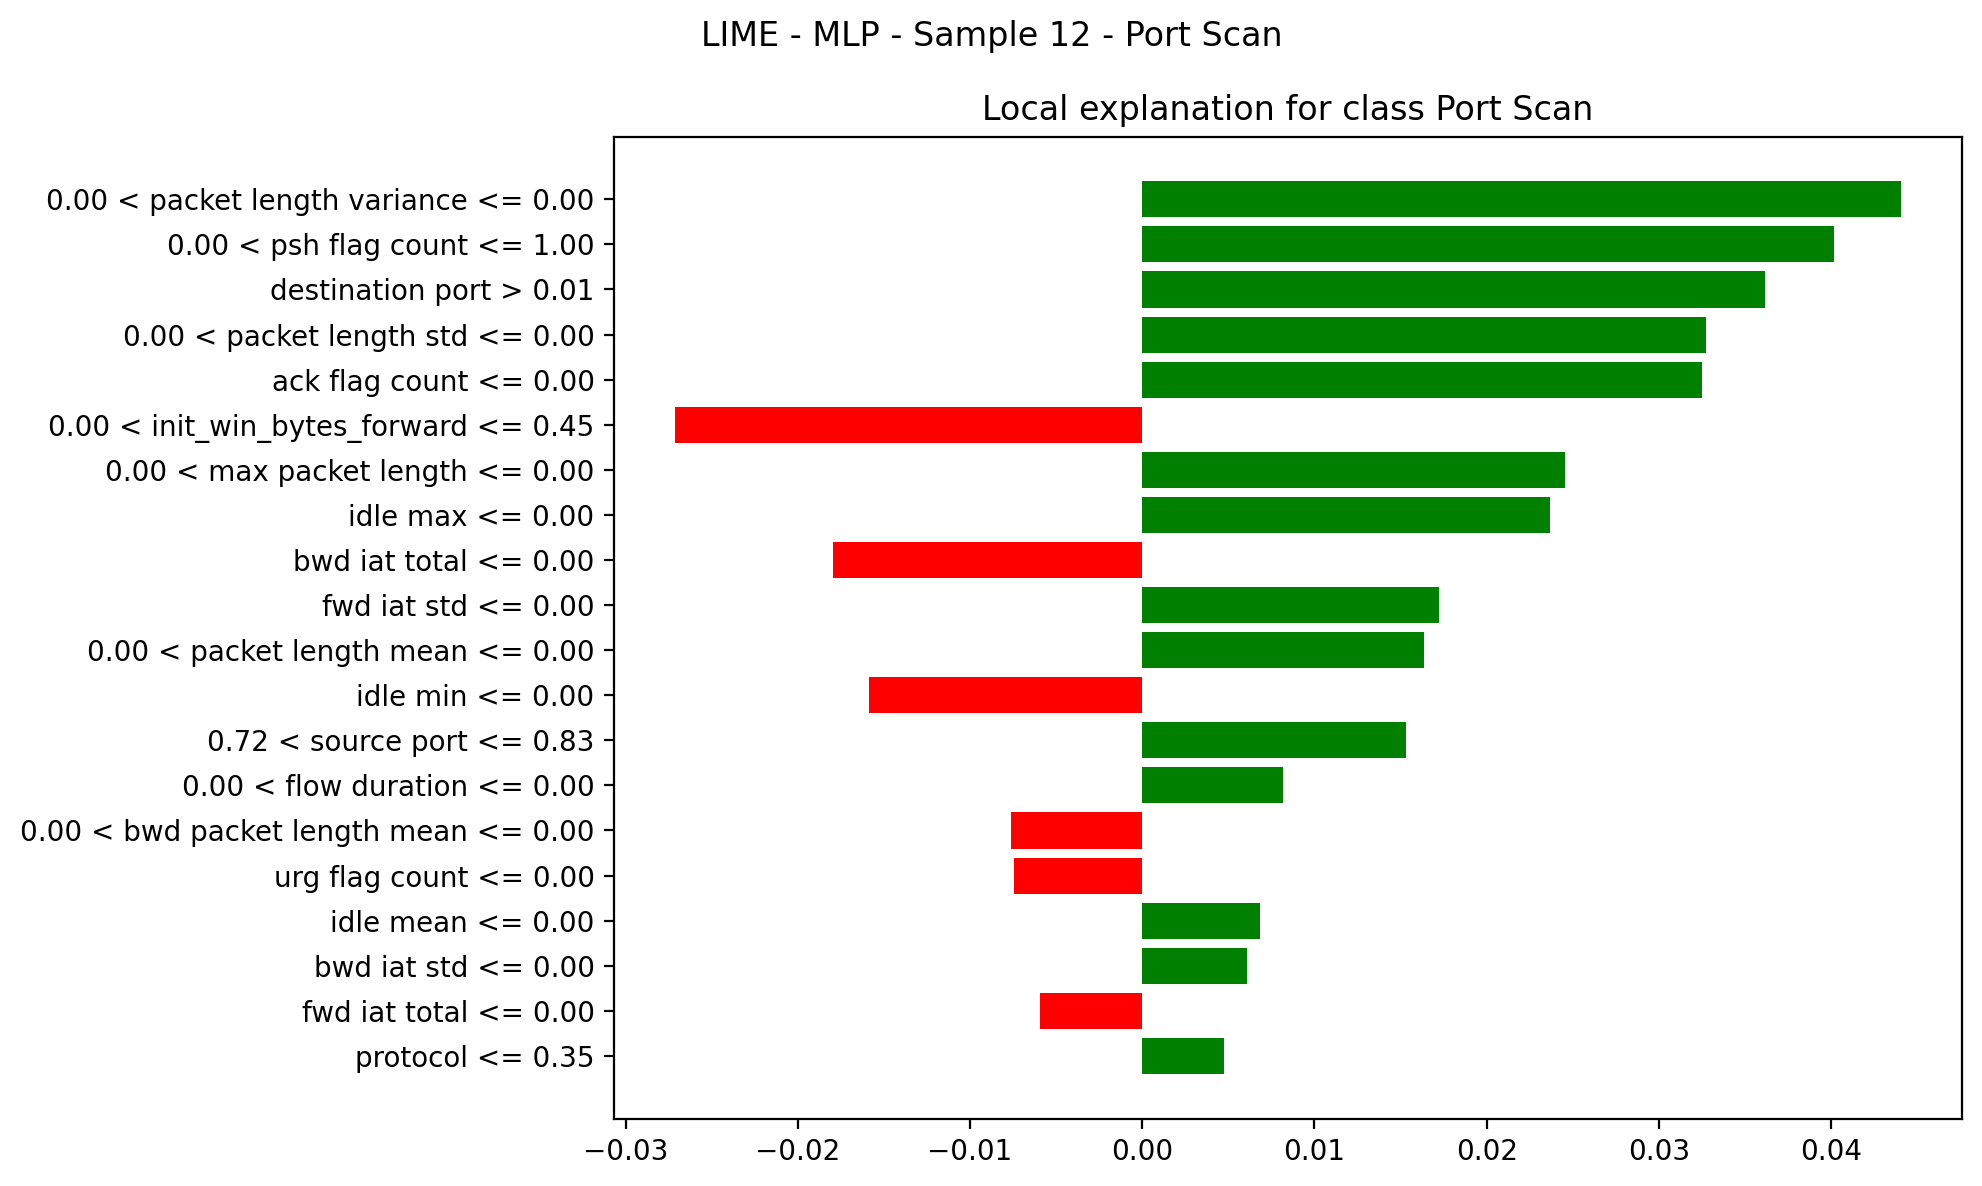 LIME - MLP - Sample 12 - Port Scan
Local explanation for class Port Scan
0.00 < packet length variance <= 0.00
0.00 < psh flag count <= 1.00
destination port > 0.01
0.00 < packet length std <= 0.00
ack flag count <= 0.00
0.00 < init_win_bytes_forward <= 0.45
0.00 < max packet length <= 0.00
idle max <= 0.00
bwd iat total <= 0.00
fwd iat std <= 0.00
0.00 < packet length mean <= 0.00
idle min <= 0.00
0.72 < source port <= 0.83
0.00 < flow duration <= 0.00
0.00 < bwd packet length mean <= 0.00
urg flag count <= 0.00
idle mean <= 0.00
bwd iat std <= 0.00
fwd iat total <= 0.00
protocol <= 0.35
−0.03 −0.02 −0.01 0.00 0.01 0.02 0.03 0.04